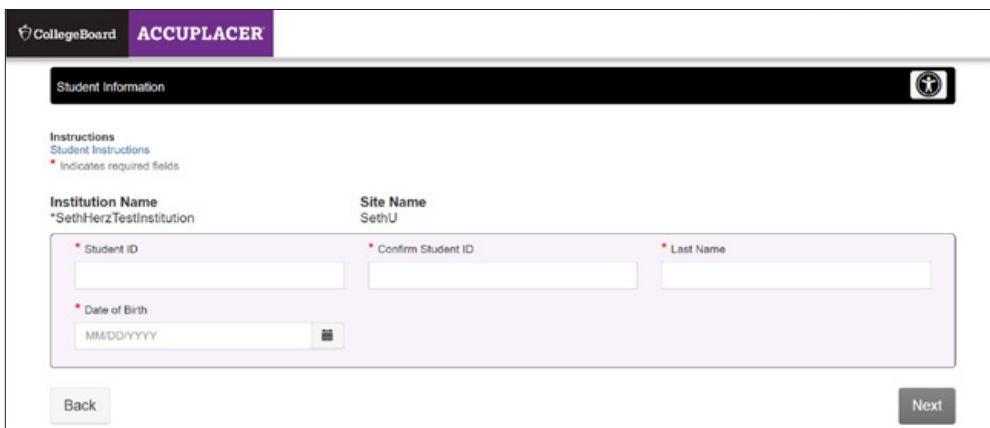 CollegeBoard ACCUPLACER
Student Information
Instructions
Student Instructions
* Indicates required fields
Institution Name Site Name
*SethHerzTestInstitution SethU
* Student ID * Confirm Student ID * Last Name
* Date of Birth
MM/DD/YYYY
Back Next